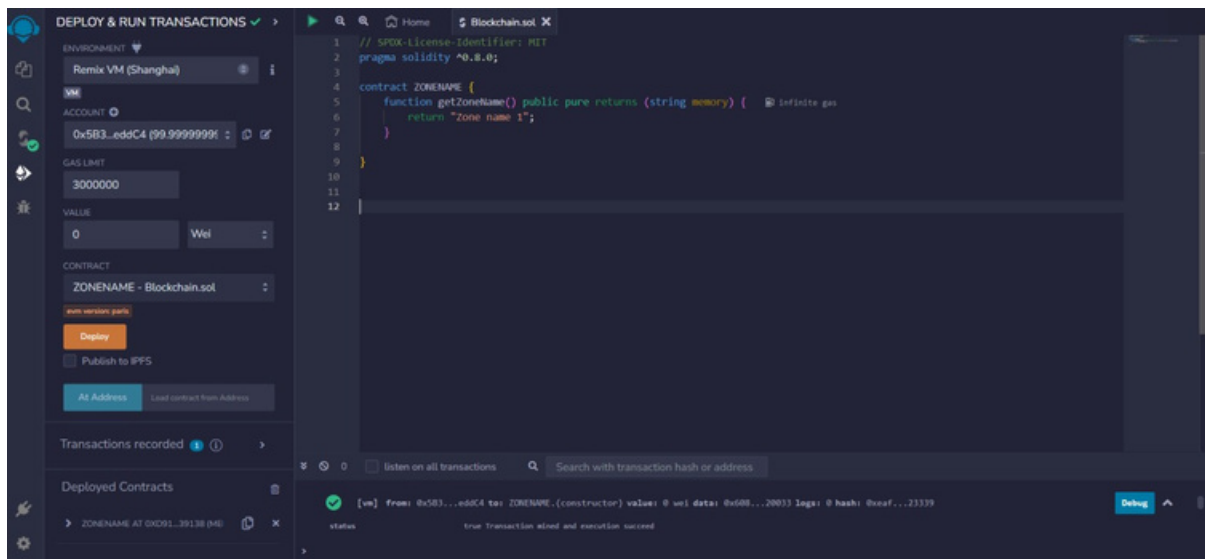 DEPLOY & RUN TRANSACTIONS
ENVIRONMENT
Remix VM (Shanghai)
VM
ACCOUNT
0x5B3...eddC4 (99.99999999
GAS LIMIT
3000000
VALUE
0 Wei
CONTRACT
ZONENAME - Blockchain.sol
evm version: paris
Deploy
Publish to IPFS
At Address Load contract from Address
Transactions recorded 1
Deployed Contracts
ZONENAME AT 0XD91...39138 (ME
Home Blockchain.sol
1 // SPDX-License-Identifier: MIT
2 pragma solidity ^0.8.0;
3
4 contract ZONENAME {
5 function getZoneName() public pure returns (string memory) { infinite gas
6 return "Zone name 1";
7 }
8
9 }
10
11
12
0 listen on all transactions Search with transaction hash or address
[vm] from: 0x5B3...eddC4 to: ZONENAME.(constructor) value: 0 wei data: 0x608...20033 logs: 0 hash: 0xeaf...23339
Debug
status true Transaction mined and execution succeed
>